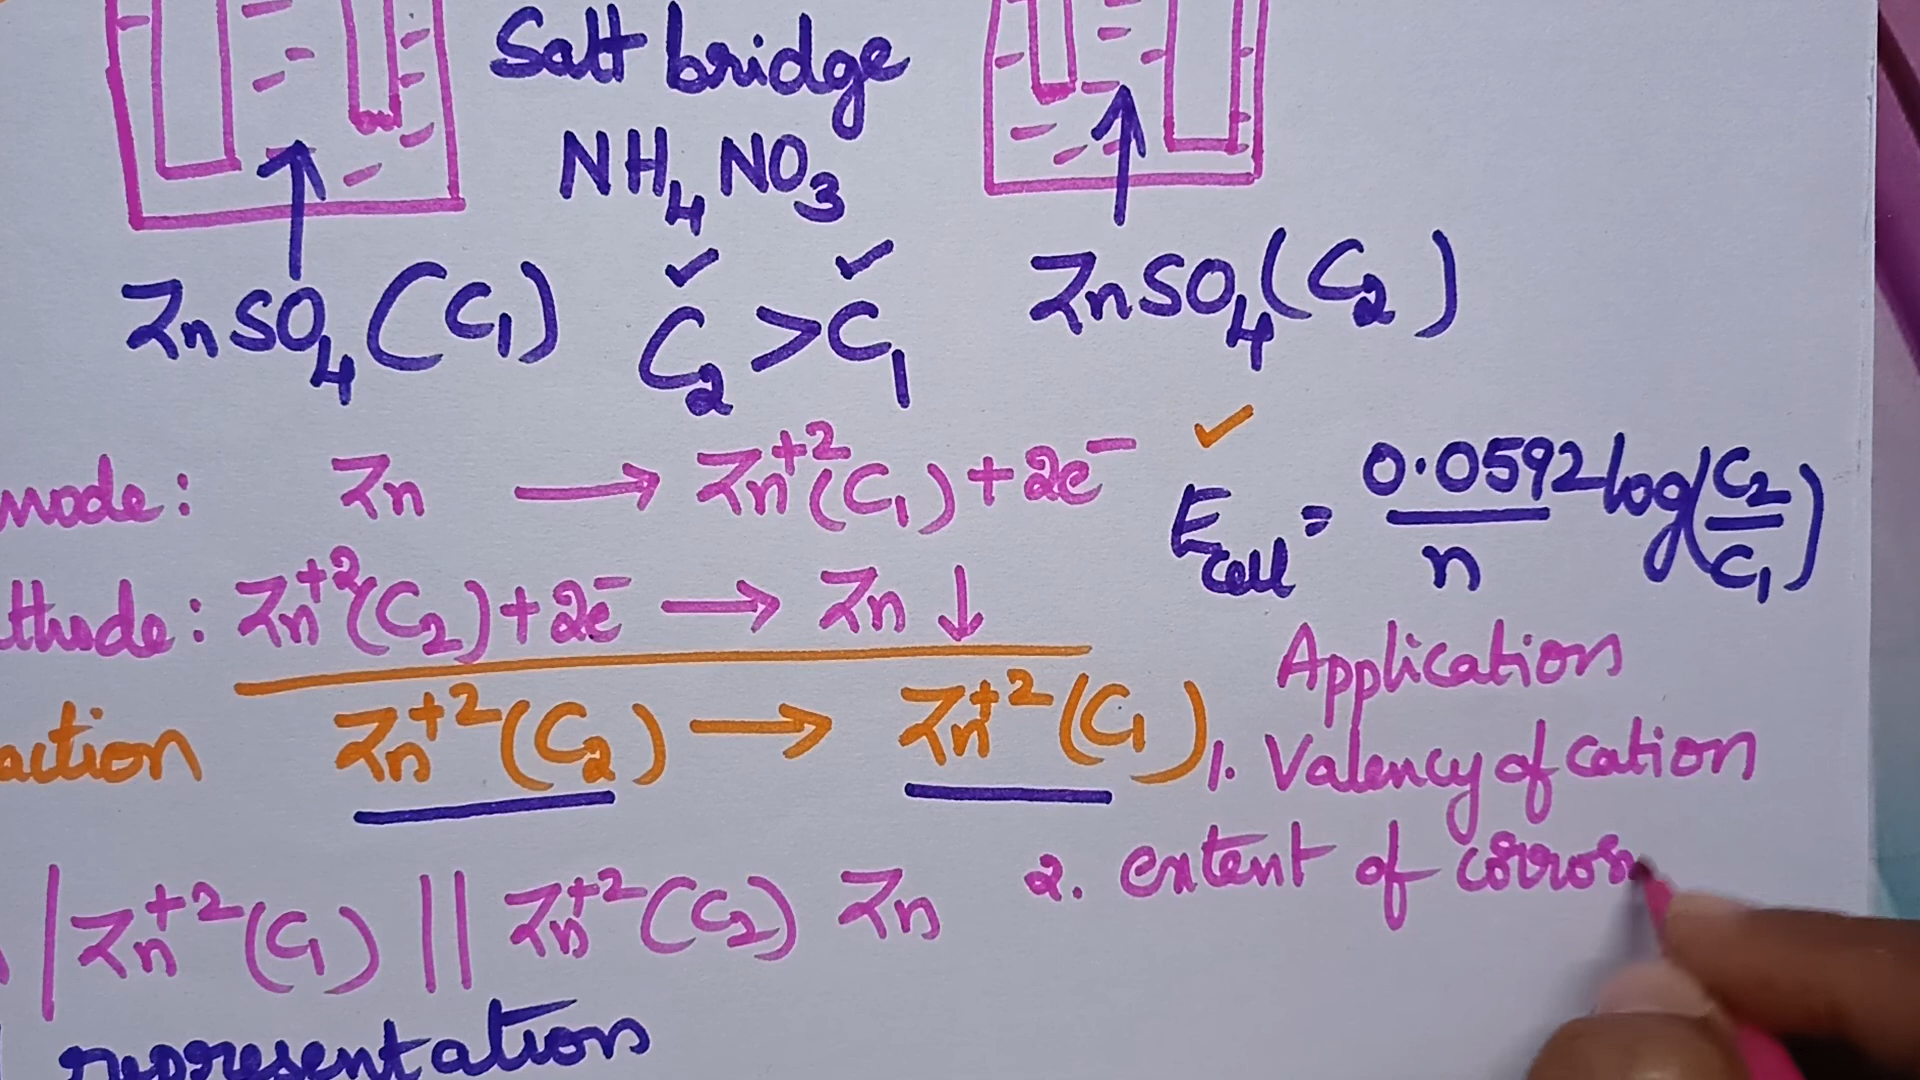 Salt bridge
NH4NO3
ZnSO4(C1) C2>C1 ZnSO4(C2)
mode: Zn → Zn+2(C1)+2e-
thode: Zn+2(C2)+2e- → Zn↓
Ecell = 0.0592/n log(C2/C1)
action Zn+2(C2) → Zn+2(C1)
Application
1. Valency of cation
2. extent of corros
|Zn+2(C1)||Zn+2(C2) Zn
representation